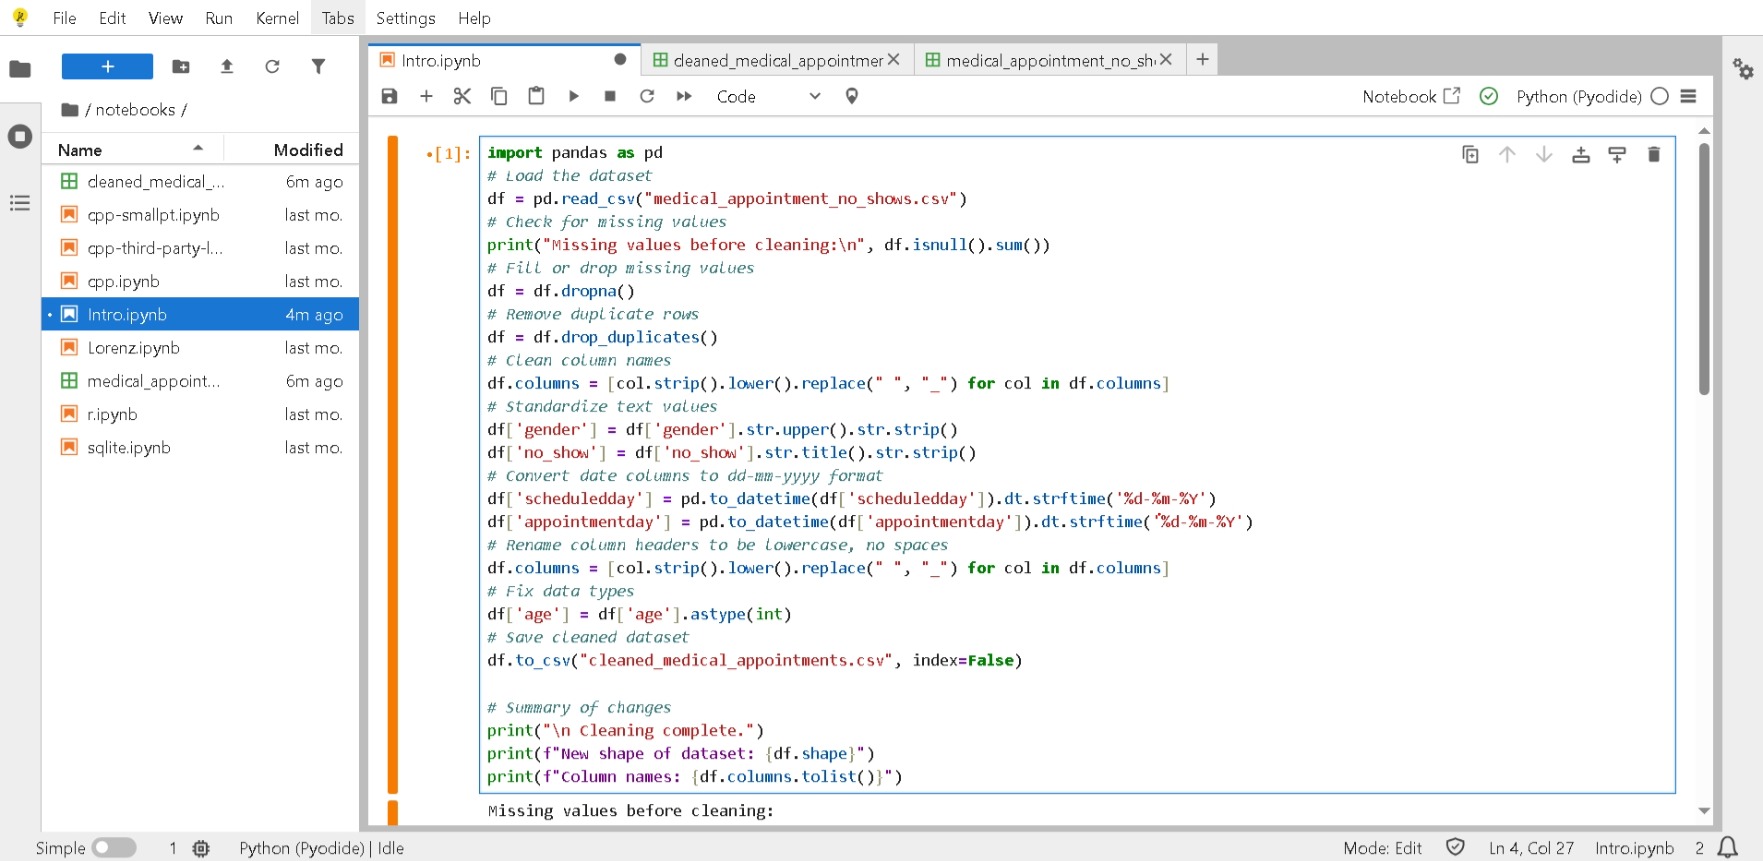 File Edit View Run Kernel Tabs Settings Help
/ notebooks /
Name Modified
cleaned_medical_... 6m ago
cpp-smallpt.ipynb last mo.
cpp-third-party-l... last mo.
cpp.ipynb last mo.
Intro.ipynb 4m ago
Lorenz.ipynb last mo.
medical_appoint... 6m ago
r.ipynb last mo.
sqlite.ipynb last mo.
Intro.ipynb cleaned_medical_appointmer medical_appointment_no_sh
Code Notebook Python (Pyodide)
[1]: import pandas as pd
# Load the dataset
df = pd.read_csv("medical_appointment_no_shows.csv")
# Check for missing values
print("Missing values before cleaning:\n", df.isnull().sum())
# Fill or drop missing values
df = df.dropna()
# Remove duplicate rows
df = df.drop_duplicates()
# Clean column names
df.columns = [col.strip().lower().replace(" ", "_") for col in df.columns]
# Standardize text values
df['gender'] = df['gender'].str.upper().str.strip()
df['no_show'] = df['no_show'].str.title().str.strip()
# Convert date columns to dd-mm-yyyy format
df['scheduledday'] = pd.to_datetime(df['scheduledday']).dt.strftime('%d-%m-%Y')
df['appointmentday'] = pd.to_datetime(df['appointmentday']).dt.strftime('%d-%m-%Y')
# Rename column headers to be lowercase, no spaces
df.columns = [col.strip().lower().replace(" ", "_") for col in df.columns]
# Fix data types
df['age'] = df['age'].astype(int)
# Save cleaned dataset
df.to_csv("cleaned_medical_appointments.csv", index=False)
# Summary of changes
print("\n Cleaning complete.")
print(f"New shape of dataset: {df.shape}")
print(f"Column names: {df.columns.tolist()}")
Missing values before cleaning:
Simple 1 Python (Pyodide) | Idle Mode: Edit Ln 4, Col 27 Intro.ipynb 2